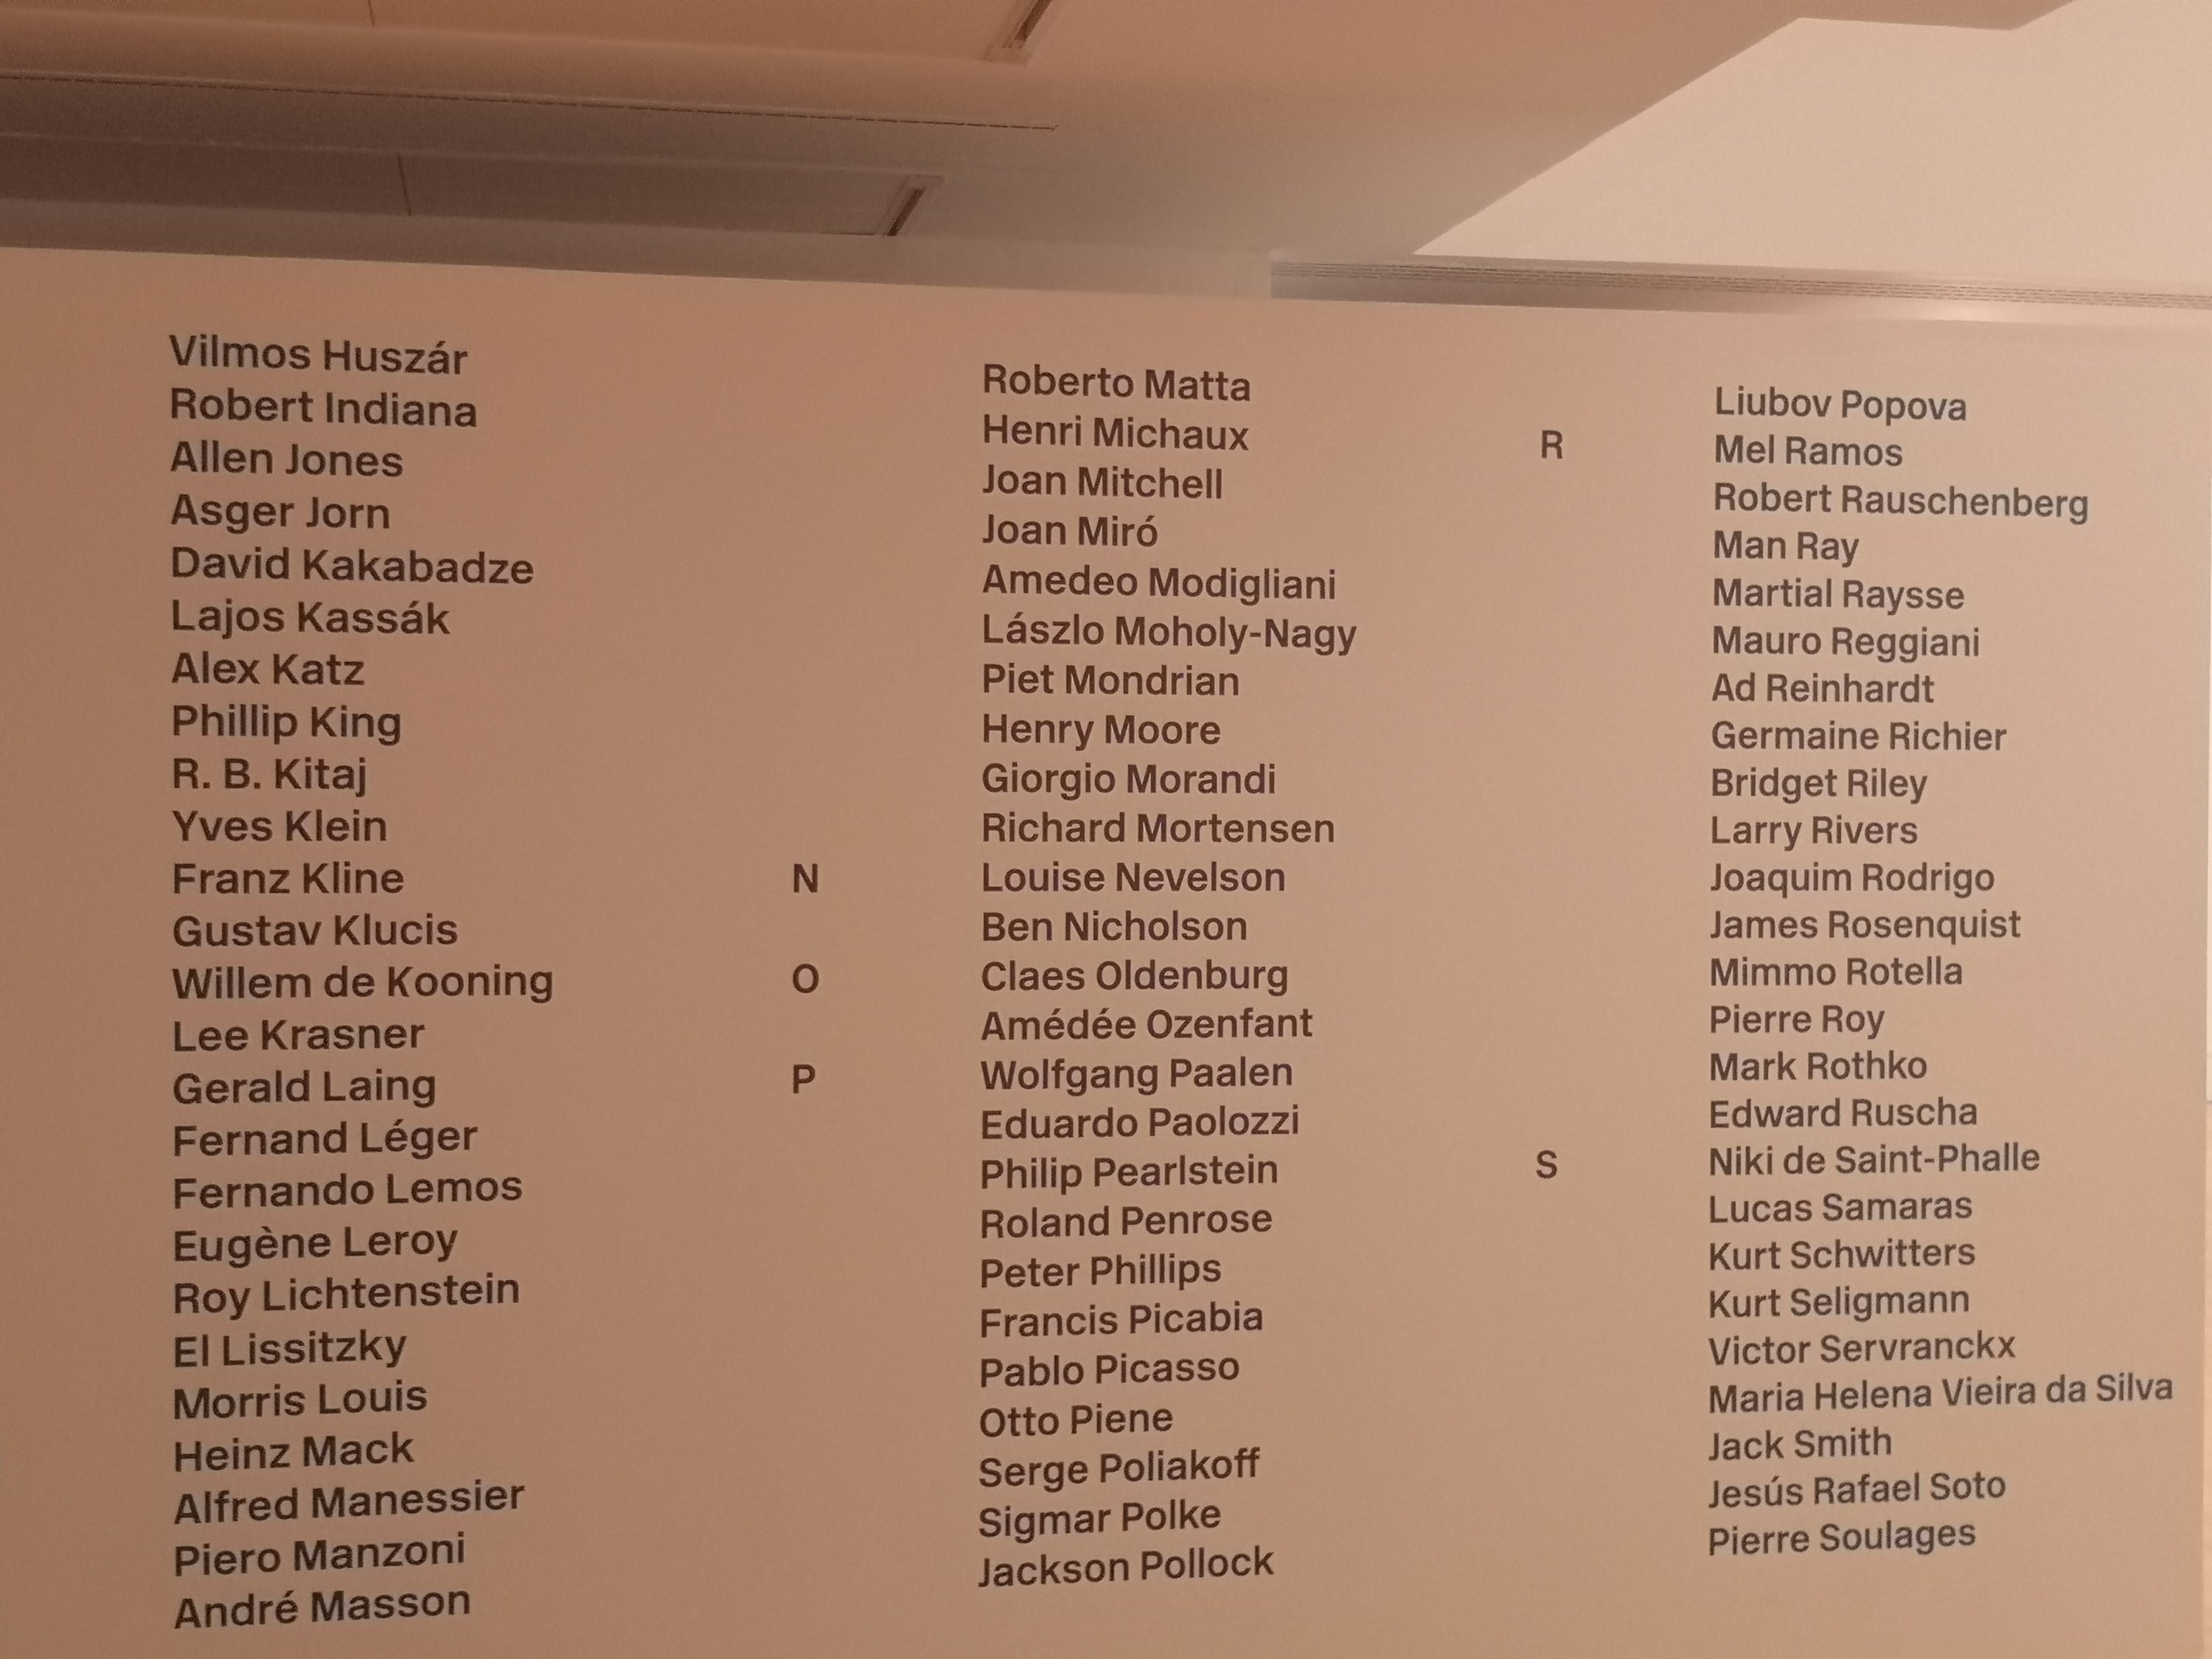 Vilmos Huszár
Robert Indiana
Allen Jones
Asger Jorn
David Kakabadze
Lajos Kassák
Alex Katz
Phillip King
R. B. Kitaj
Yves Klein
Franz Kline
Gustav Klucis
Willem de Kooning
Lee Krasner
Gerald Laing
Fernand Léger
Fernando Lemos
Eugène Leroy
Roy Lichtenstein
El Lissitzky
Morris Louis
Heinz Mack
Alfred Manessier
Piero Manzoni
André Masson
Roberto Matta
Henri Michaux
Joan Mitchell
Joan Miró
Amedeo Modigliani
Lászlo Moholy-Nagy
Piet Mondrian
Henry Moore
Giorgio Morandi
Richard Mortensen
N Louise Nevelson
Ben Nicholson
O Claes Oldenburg
Amédée Ozenfant
P Wolfgang Paalen
Eduardo Paolozzi
Philip Pearlstein
Roland Penrose
Peter Phillips
Francis Picabia
Pablo Picasso
Otto Piene
Serge Poliakoff
Sigmar Polke
Jackson Pollock
Liubov Popova
R Mel Ramos
Robert Rauschenberg
Man Ray
Martial Raysse
Mauro Reggiani
Ad Reinhardt
Germaine Richier
Bridget Riley
Larry Rivers
Joaquim Rodrigo
James Rosenquist
Mimmo Rotella
Pierre Roy
Mark Rothko
Edward Ruscha
S Niki de Saint-Phalle
Lucas Samaras
Kurt Schwitters
Kurt Seligmann
Victor Servranckx
Maria Helena Vieira da Silva
Jack Smith
Jesús Rafael Soto
Pierre Soulages